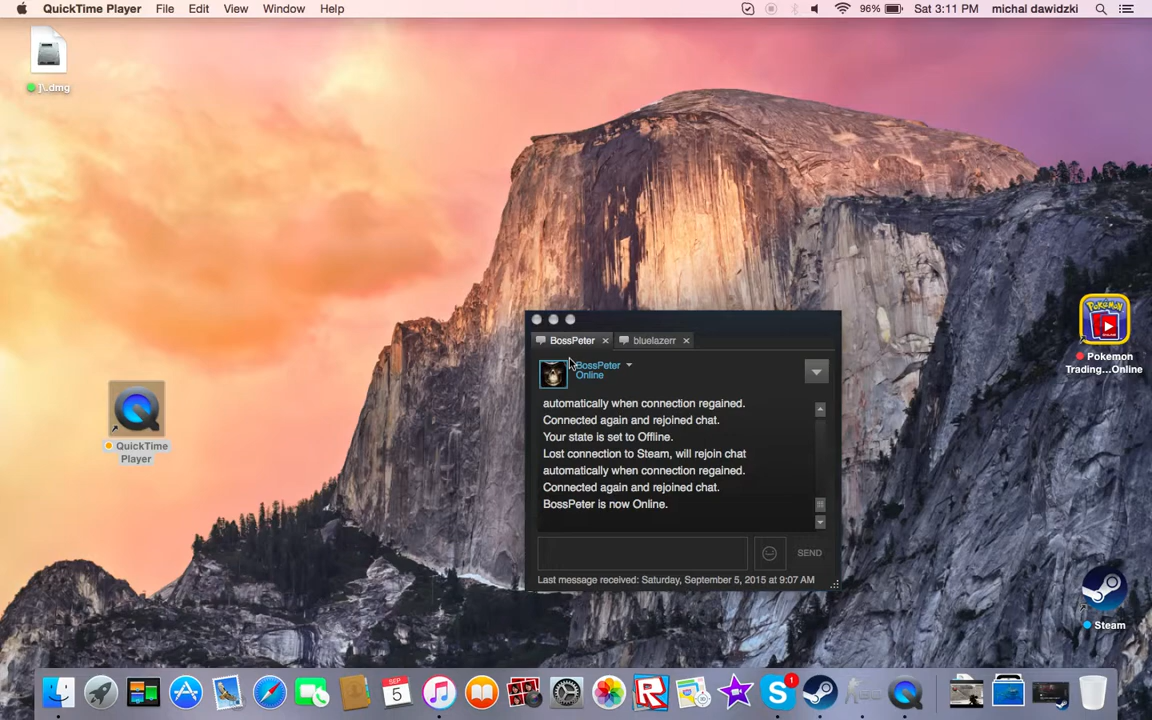 QuickTime Player File Edit View Window Help
96% Sat 3:11 PM michal dawidzki
j\.dmg
BossPeter
bluelazerr
BossPeter
Online
automatically when connection regained.
Connected again and rejoined chat.
Your state is set to Offline.
Lost connection to Steam, will rejoin chat
automatically when connection regained.
Connected again and rejoined chat.
BossPeter is now Online.
SEND
Last message received: Saturday, September 5, 2015 at 9:07 AM
QuickTime
Player
Pokemon
Trading...Online
Steam
SEP
5
1